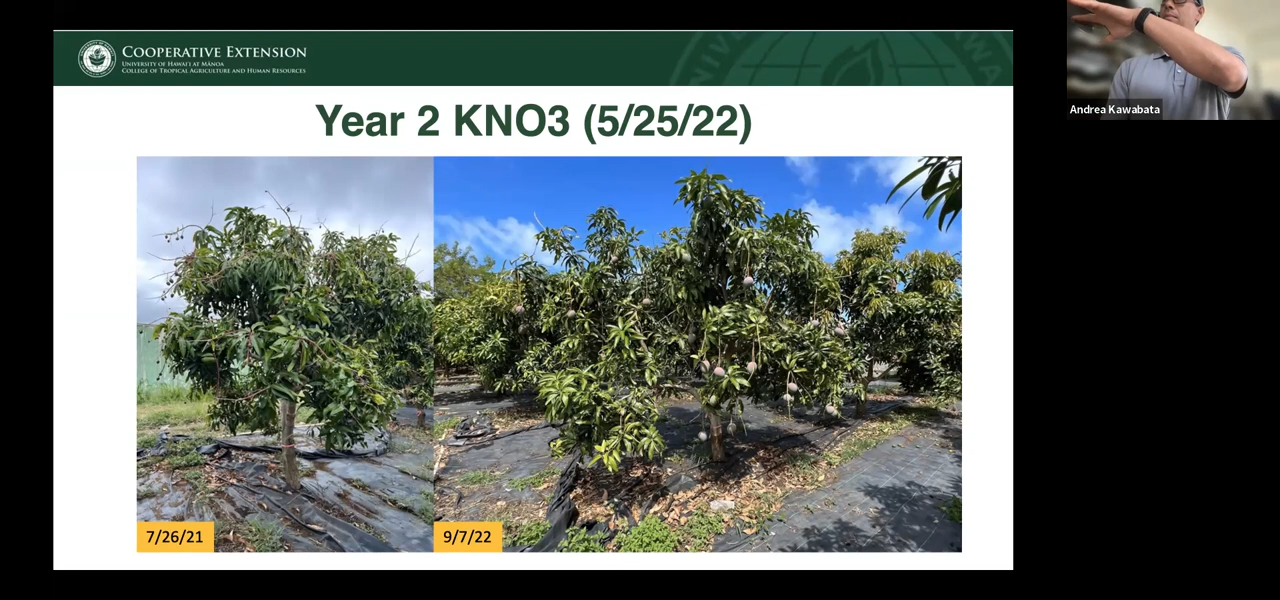 COOPERATIVE EXTENSION
UNIVERSITY OF HAWAI'I AT MĀNOA
COLLEGE OF TROPICAL AGRICULTURE AND HUMAN RESOURCES
Andrea Kawabata
Year 2 KNO3 (5/25/22)
7/26/21
9/7/22